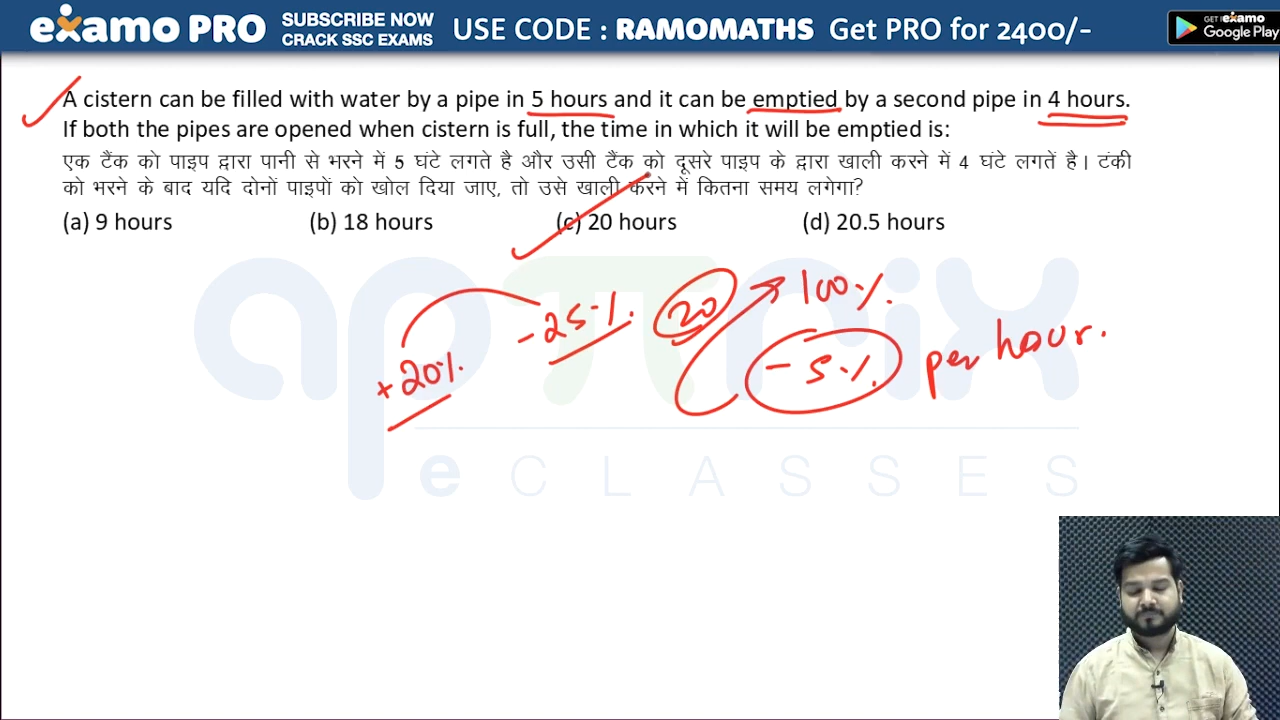 examo PRO
SUBSCRIBE NOW
CRACK SSC EXAMS
USE CODE : RAMOMATHS Get PRO for 2400/-
GET examo
Google Play
A cistern can be filled with water by a pipe in 5 hours and it can be emptied by a second pipe in 4 hours.
If both the pipes are opened when cistern is full, the time in which it will be emptied is:
एक टैंक को पाइप द्वारा पानी से भरने में 5 घंटे लगते है और उसी टैंक को दूसरे पाइप के द्वारा खाली करने में 4 घंटे लगतें है। टंकी
को भरने के बाद यदि दोनों पाइपों को खोल दिया जाए, तो उसे खाली करने में कितना समय लगेगा?
(a) 9 hours (b) 18 hours (c) 20 hours (d) 20.5 hours
+20% -25% 20 100%
-5% per hour.
eCLASSES